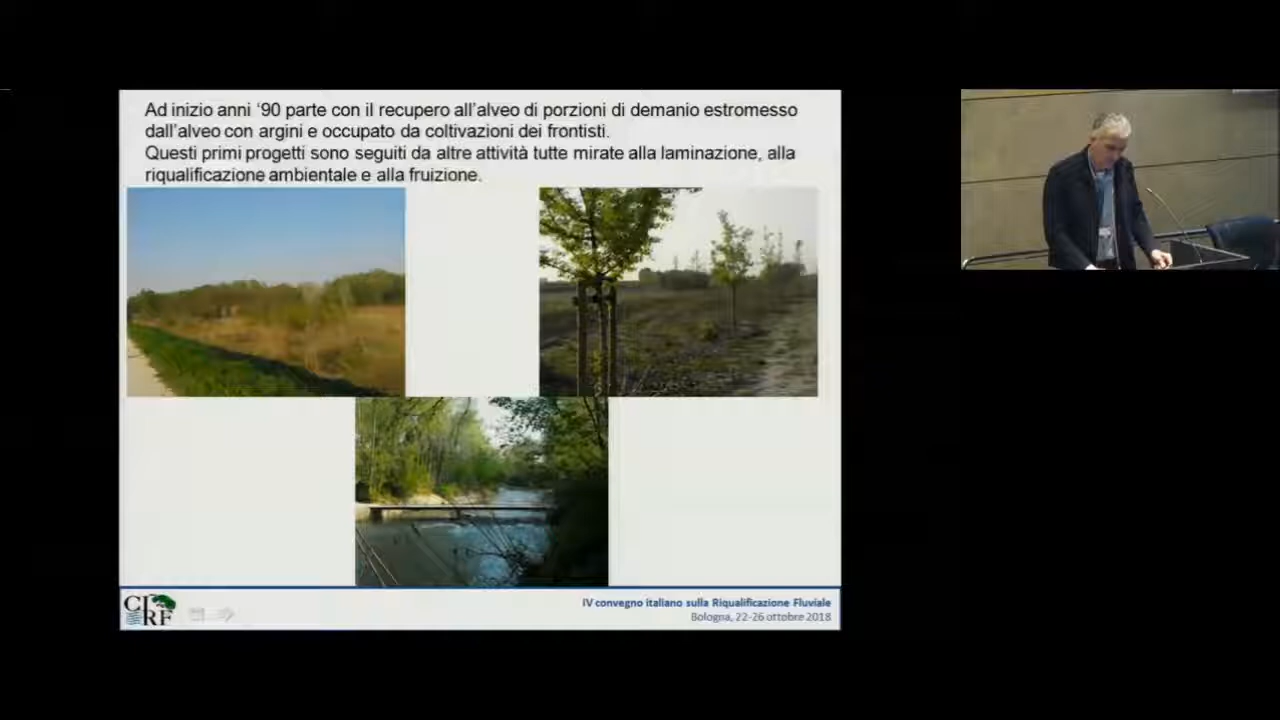 Ad inizio anni ‘90 parte con il recupero all’alveo di porzioni di demanio estromesso
dall’alveo con argini e occupato da coltivazioni dei frontisti.
Questi primi progetti sono seguiti da altre attività tutte mirate alla laminazione, alla
riqualificazione ambientale e alla fruizione.
CIRF
IV convegno italiano sulla Riqualificazione Fluviale
Bologna, 22-26 ottobre 2018